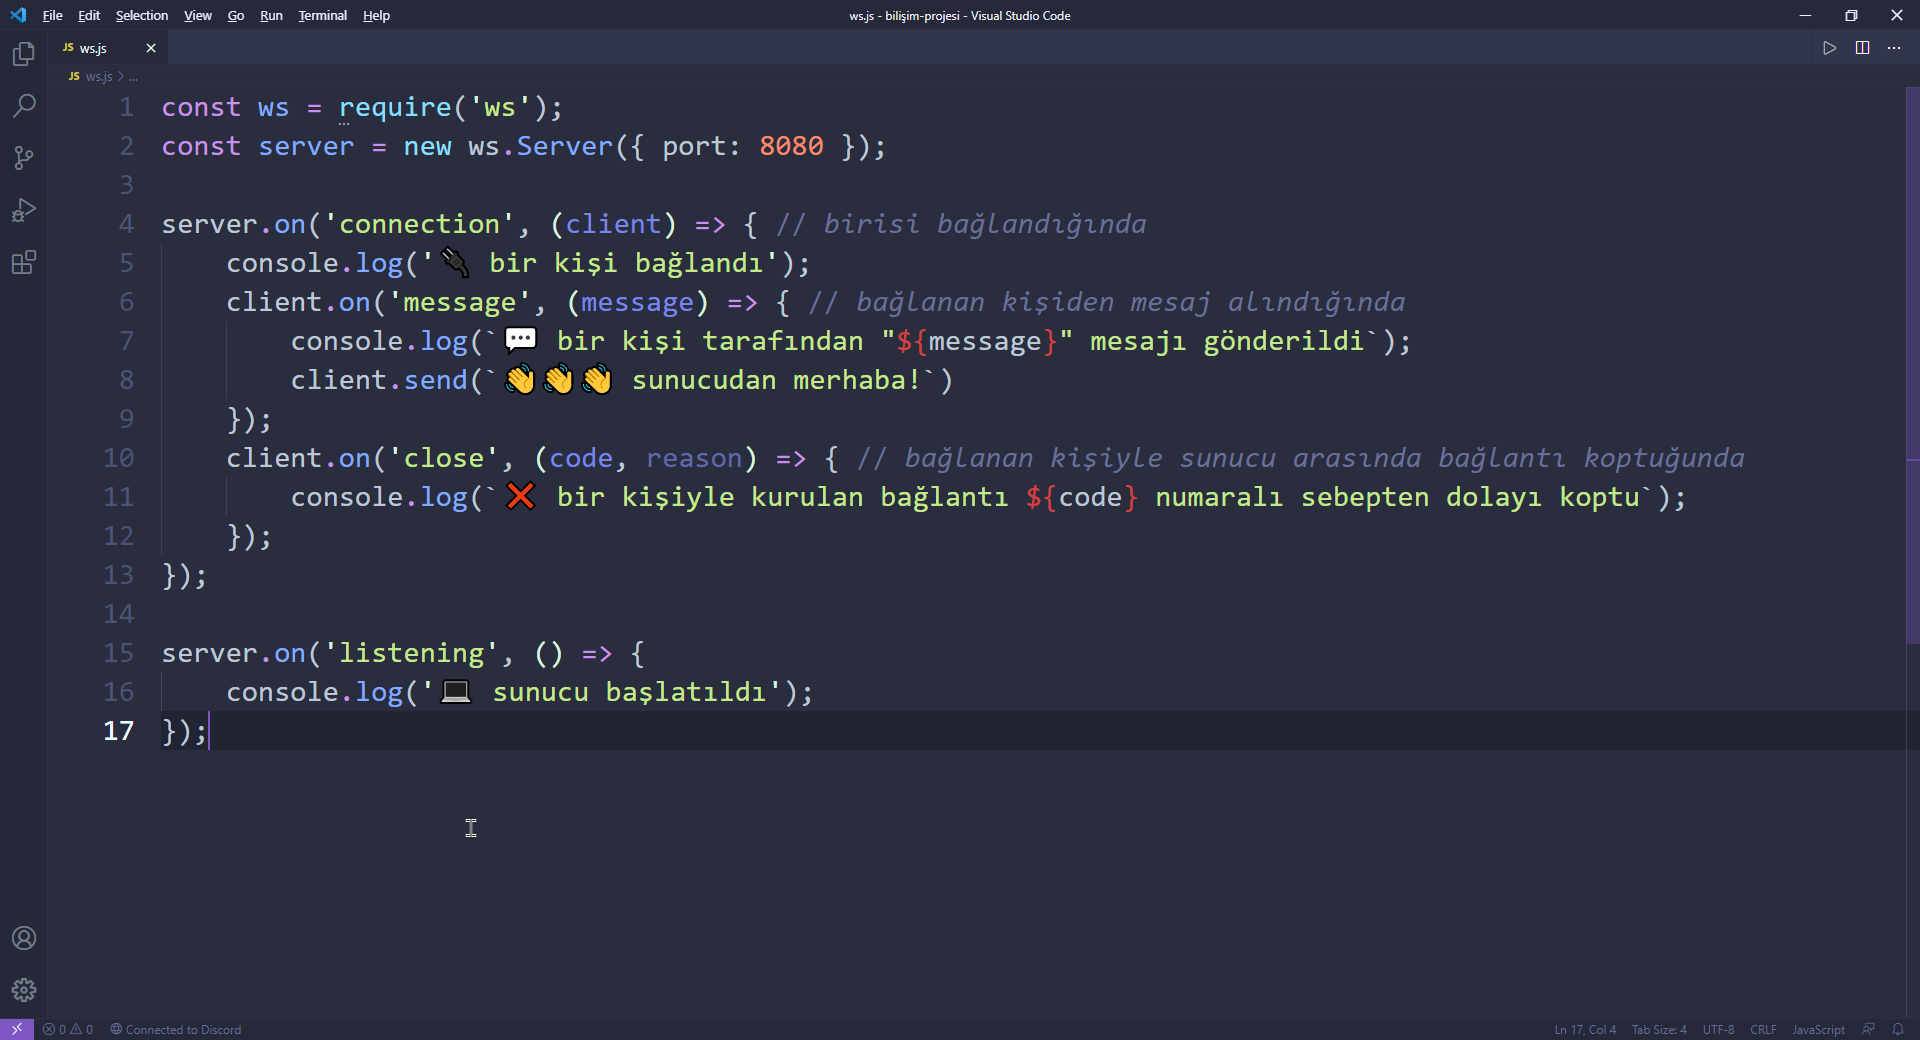 File Edit Selection View Go Run Terminal Help ws.js - bilişim-projesi - Visual Studio Code
JS ws.js
JS ws.js > ...
1 const ws = require('ws');
2 const server = new ws.Server({ port: 8080 });
3
4 server.on('connection', (client) => { // birisi bağlandığında
5     console.log('🔌 bir kişi bağlandı');
6     client.on('message', (message) => { // bağlanan kişiden mesaj alındığında
7         console.log(`💬 bir kişi tarafından "${message}" mesajı gönderildi`);
8         client.send(`👋👋👋 sunucudan merhaba!`)
9     });
10     client.on('close', (code, reason) => { // bağlanan kişiyle sunucu arasında bağlantı koptuğunda
11         console.log(`❌ bir kişiyle kurulan bağlantı ${code} numaralı sebepten dolayı koptu`);
12     });
13 });
14
15 server.on('listening', () => {
16     console.log('💻 sunucu başlatıldı');
17 });
0 0 Connected to Discord Ln 17, Col 4 Tab Size: 4 UTF-8 CRLF JavaScript